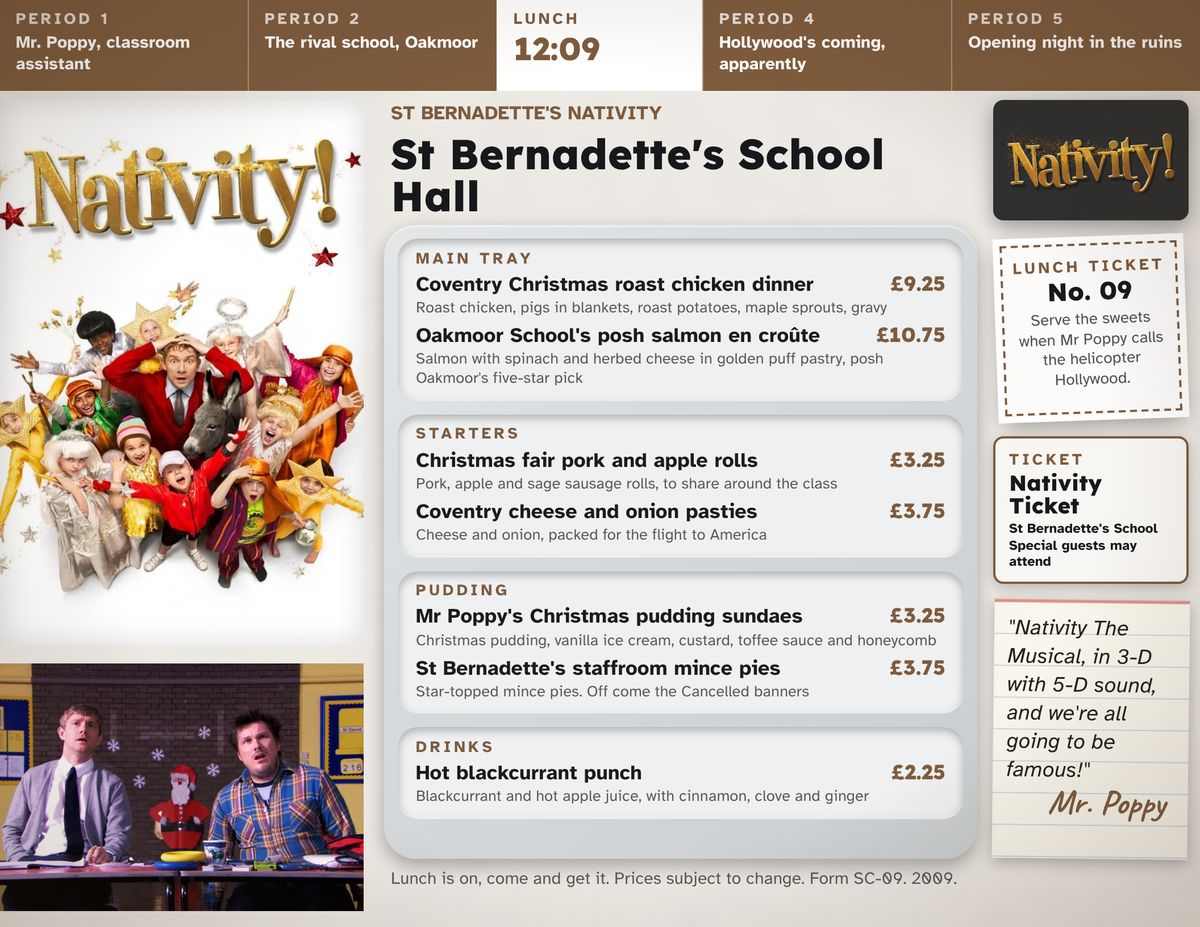 PERIOD 1
Mr. Poppy, classroom
assistant
PERIOD 2
The rival school, Oakmoor
LUNCH
12:09
PERIOD 4
Hollywood's coming,
apparently
PERIOD 5
Opening night in the ruins
Nativity!
ST BERNADETTE'S NATIVITY
St Bernadette's School
Hall
MAIN TRAY
Coventry Christmas roast chicken dinner £9.25
Roast chicken, pigs in blankets, roast potatoes, maple sprouts, gravy
Oakmoor School's posh salmon en croûte £10.75
Salmon with spinach and herbed cheese in golden puff pastry, posh
Oakmoor's five-star pick
STARTERS
Christmas fair pork and apple rolls £3.25
Pork, apple and sage sausage rolls, to share around the class
Coventry cheese and onion pasties £3.75
Cheese and onion, packed for the flight to America
PUDDING
Mr Poppy's Christmas pudding sundaes £3.25
Christmas pudding, vanilla ice cream, custard, toffee sauce and honeycomb
St Bernadette's staffroom mince pies £3.75
Star-topped mince pies. Off come the Cancelled banners
DRINKS
Hot blackcurrant punch £2.25
Blackcurrant and hot apple juice, with cinnamon, clove and ginger
Lunch is on, come and get it. Prices subject to change. Form SC-09. 2009.
Nativity!
LUNCH TICKET
No. 09
Serve the sweets
when Mr Poppy calls
the helicopter
Hollywood.
TICKET
Nativity
Ticket
St Bernadette's School
Special guests may
attend
"Nativity The
Musical, in 3-D
with 5-D sound,
and we're all
going to be
famous!"
Mr. Poppy
216